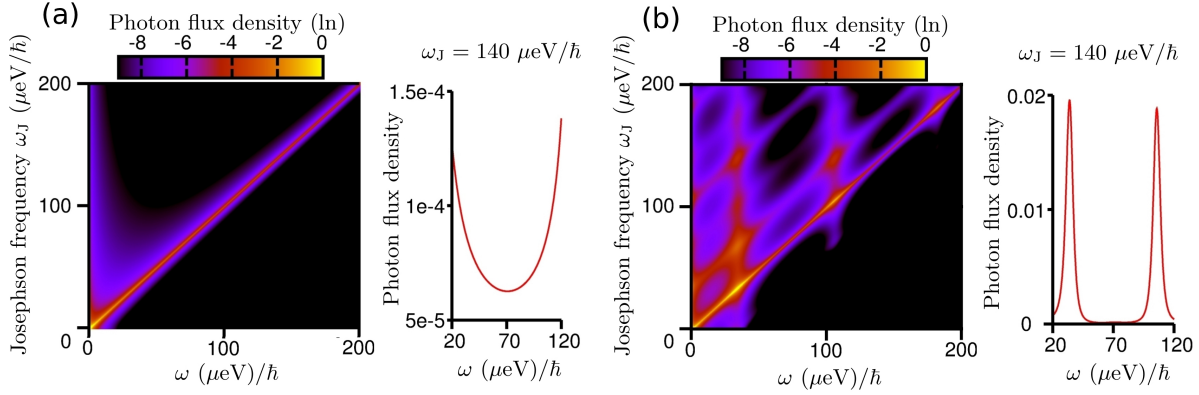 (a)
Photon flux density (ln)
-8 -6 -4 -2 0
Josephson frequency ωJ (μeV/ħ)
200
100
0
0 100 200
ω (μeV)/ħ
ωJ = 140 μeV/ħ
Photon flux density
1.5e-4
1e-4
5e-5
20 70 120
ω (μeV)/ħ
(b)
Photon flux density (ln)
-8 -6 -4 -2 0
Josephson frequency ωJ (μeV/ħ)
200
100
0
0 100 200
ω (μeV)/ħ
ωJ = 140 μeV/ħ
Photon flux density
0.02
0.01
0
20 70 120
ω (μeV)/ħ